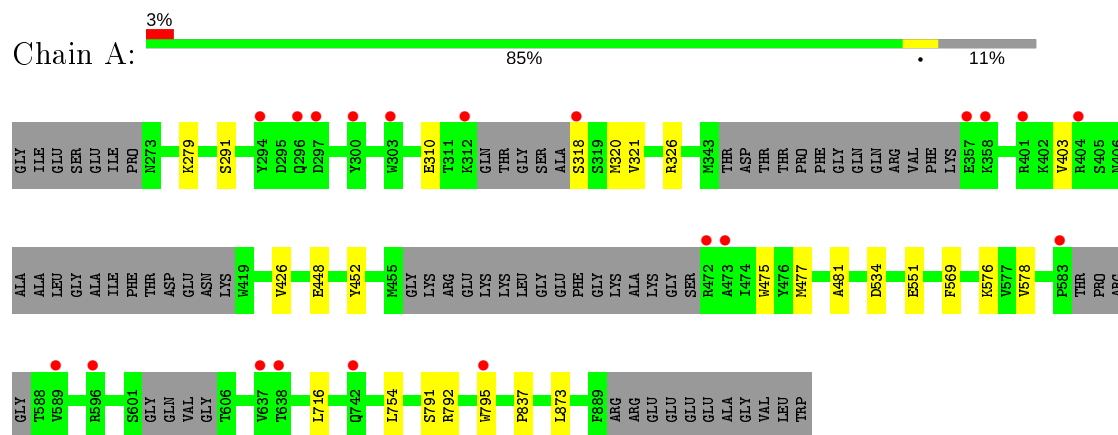 3%
Chain A:
85%
11%
GLY ILE GLU SER GLU ILE PRO N273 K279 S291 Y294 D295 Q296 D297 Y300 W303 E310 T311 K312 GLN THR GLY SER ALA S318 S319 M320 V321 R326 M343 THR ASP THR THR PRO PHE GLY GLN GLN ARG VAL PHE LYS E357 K358 R401 K402 V403 R404 S405 N406
ALA ALA LEU GLY ALA ILE PHE THR ASP GLU ASN LYS W419 V426 E448 Y452 M455 GLY LYS ARG GLU LYS LYS LEU GLY GLU PHE GLY LYS ALA LYS GLY SER R472 A473 I474 W475 Y476 M477 A481 D534 E551 F569 K576 V577 V578 P583 THR PRO ARG
GLY T588 V589 R596 S601 GLY GLN VAL GLY T606 V637 T638 L716 Q742 L754 S791 R792 W795 P837 L873 F889 ARG ARG GLU GLU GLU GLU ALA GLY VAL LEU TRP